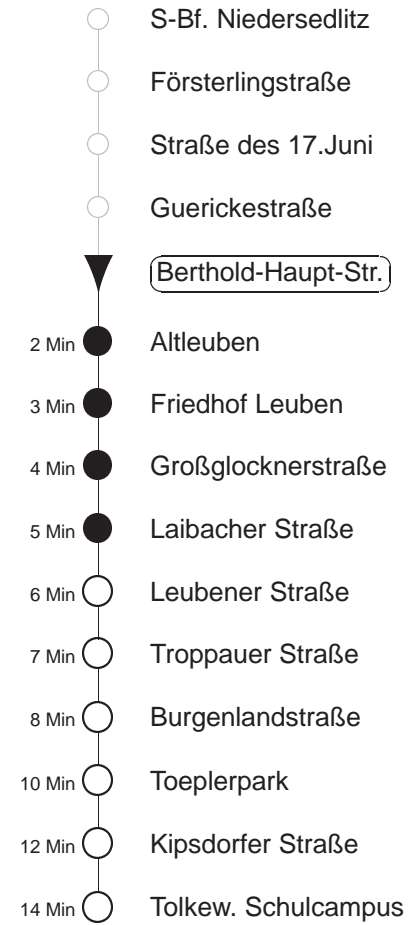 S-Bf. Niedersedlitz
Försterlingstraße
Straße des 17.Juni
Guerickestraße
Berthold-Haupt-Str.
2 Min Altleuben
3 Min Friedhof Leuben
4 Min Großglocknerstraße
5 Min Laibacher Straße
6 Min Leubener Straße
7 Min Troppauer Straße
8 Min Burgenlandstraße
10 Min Toeplerpark
12 Min Kipsdorfer Straße
14 Min Tolkew. Schulcampus